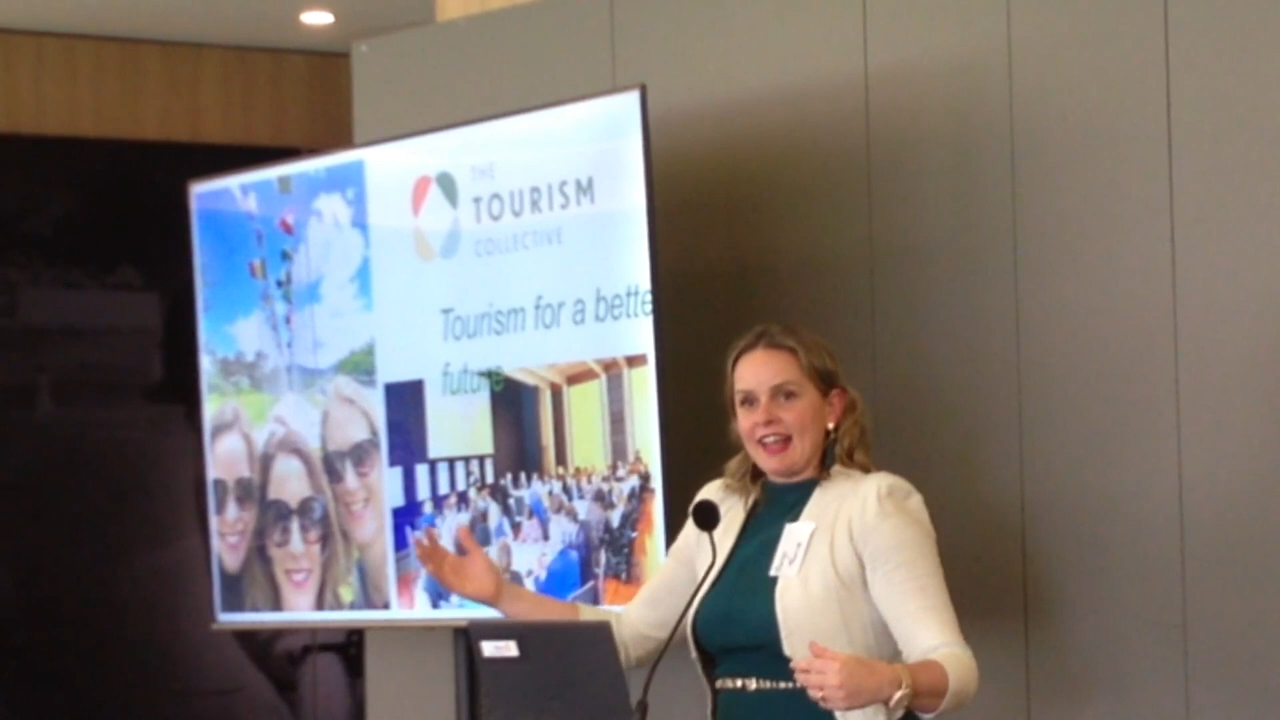 THE
TOURISM
COLLECTIVE
Tourism for a bette
future